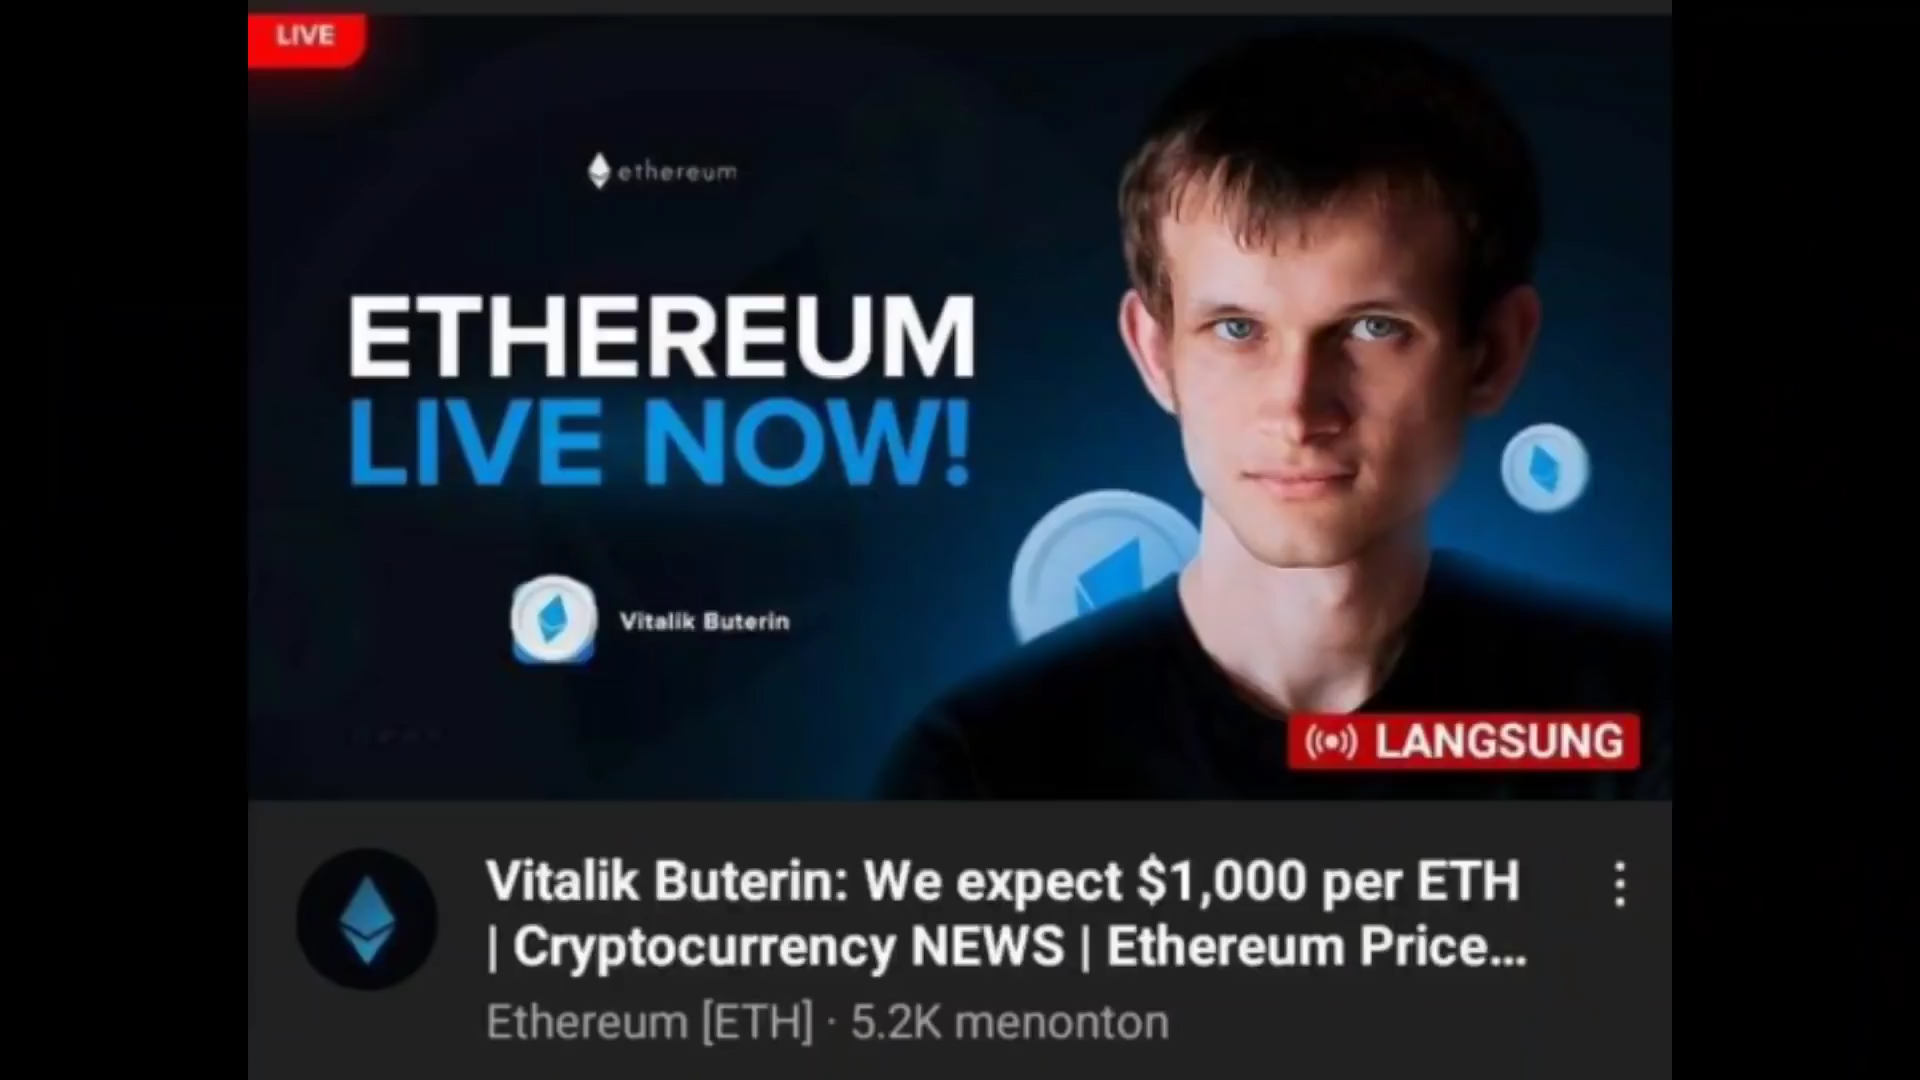 LIVE
ethereum
ETHEREUM
LIVE NOW!
Vitalik Buterin
LANGSUNG
Vitalik Buterin: We expect $1,000 per ETH
| Cryptocurrency NEWS | Ethereum Price...
Ethereum [ETH] · 5.2K menonton